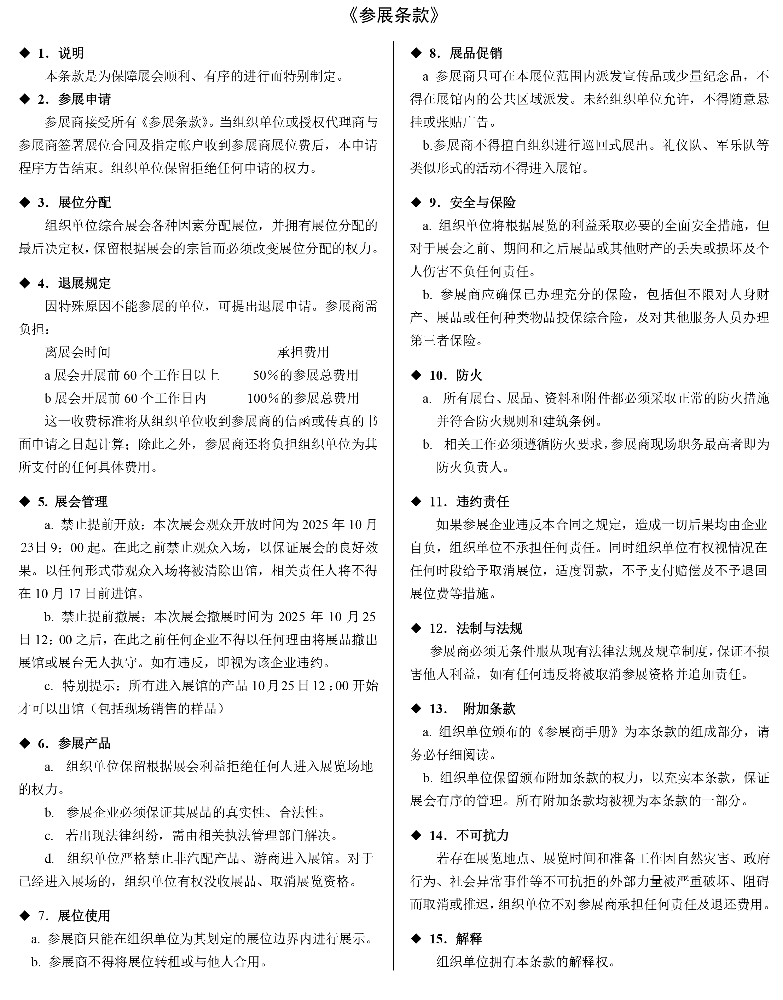 《参展条款》
◆ 1．说明
本条款是为保障展会顺利、有序的进行而特别制定。
◆ 2．参展申请
参展商接受所有《参展条款》。当组织单位或授权代理商与
参展商签署展位合同及指定帐户收到参展商展位费后，本申请
程序方告结束。组织单位保留拒绝任何申请的权力。
◆ 3．展位分配
组织单位综合展会各种因素分配展位，并拥有展位分配的
最后决定权，保留根据展会的宗旨而必须改变展位分配的权力。
◆ 4．退展规定
因特殊原因不能参展的单位，可提出退展申请。参展商需
负担：
离展会时间 承担费用
a 展会开展前 60 个工作日以上 50％的参展总费用
b 展会开展前 60 个工作日内 100％的参展总费用
这一收费标准将从组织单位收到参展商的信函或传真的书
面申请之日起计算；除此之外，参展商还将负担组织单位为其
所支付的任何具体费用。
◆ 5. 展会管理
a. 禁止提前开放：本次展会观众开放时间为 2025 年 10 月
23日 9：00 起。在此之前禁止观众入场，以保证展会的良好效
果。以任何形式带观众入场将被清除出馆，相关责任人将不得
在 10 月 17 日前进馆。
b. 禁止提前撤展：本次展会撤展时间为 2025 年 10 月 25
日 12：00 之后，在此之前任何企业不得以任何理由将展品撤出
展馆或展台无人执守。如有违反，即视为该企业违约。
c. 特别提示：所有进入展馆的产品 10 月 25 日 12 :00 开始
才可以出馆（包括现场销售的样品）
◆ 6．参展产品
a. 组织单位保留根据展会利益拒绝任何人进入展览场地
的权力。
b. 参展企业必须保证其展品的真实性、合法性。
c. 若出现法律纠纷，需由相关执法管理部门解决。
d. 组织单位严格禁止非汽配产品、游商进入展馆。对于
已经进入展场的，组织单位有权没收展品、取消展览资格。
◆ 7．展位使用
a. 参展商只能在组织单位为其划定的展位边界内进行展示。
b. 参展商不得将展位转租或与他人合用。
◆ 8．展品促销
a 参展商只可在本展位范围内派发宣传品或少量纪念品，不
得在展馆内的公共区域派发。未经组织单位允许，不得随意悬
挂或张贴广告。
b.参展商不得擅自组织进行巡回式展出。礼仪队、军乐队等
类似形式的活动不得进入展馆。
◆ 9．安全与保险
a. 组织单位将根据展览的利益采取必要的全面安全措施，但
对于展会之前、期间和之后展品或其他财产的丢失或损坏及个
人伤害不负任何责任。
b. 参展商应确保已办理充分的保险，包括但不限对人身财
产、展品或任何种类物品投保综合险，及对其他服务人员办理
第三者保险。
◆ 10．防火
a. 所有展台、展品、资料和附件都必须采取正常的防火措施
并符合防火规则和建筑条例。
b. 相关工作必须遵循防火要求，参展商现场职务最高者即为
防火负责人。
◆ 11．违约责任
如果参展企业违反本合同之规定，造成一切后果均由企业
自负，组织单位不承担任何责任。同时组织单位有权视情况在
任何时段给予取消展位，适度罚款，不予支付赔偿及不予退回
展位费等措施。
◆ 12．法制与法规
参展商必须无条件服从现有法律法规及规章制度，保证不损
害他人利益，如有任何违反将被取消参展资格并追加责任。
◆ 13． 附加条款
a. 组织单位颁布的《参展商手册》为本条款的组成部分，请
务必仔细阅读。
b. 组织单位保留颁布附加条款的权力，以充实本条款，保证
展会有序的管理。所有附加条款均被视为本条款的一部分。
◆ 14．不可抗力
若存在展览地点、展览时间和准备工作因自然灾害、政府
行为、社会异常事件等不可抗拒的外部力量被严重破坏、阻碍
而取消或推迟，组织单位不对参展商承担任何责任及退还费用。
◆ 15．解释
组织单位拥有本条款的解释权。